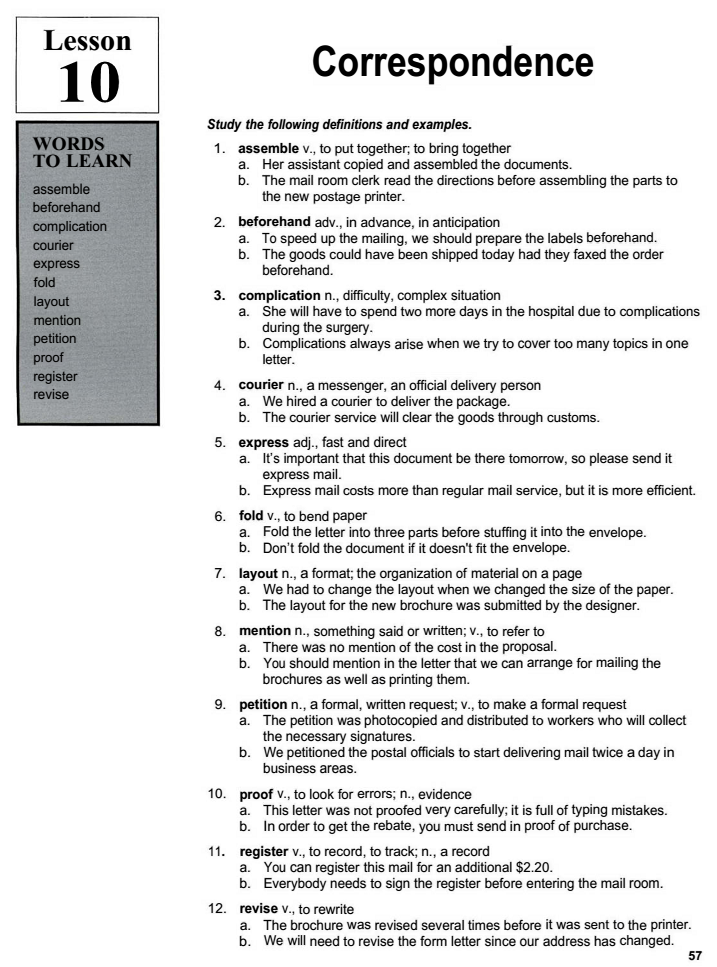 Lesson
10
Correspondence
WORDS
TO LEARN
assemble
beforehand
complication
courier
express
fold
layout
mention
petition
proof
register
revise
Study the following definitions and examples.
1. assemble v., to put together; to bring together
a. Her assistant copied and assembled the documents.
b. The mail room clerk read the directions before assembling the parts to
the new postage printer.
2. beforehand adv., in advance, in anticipation
a. To speed up the mailing, we should prepare the labels beforehand.
b. The goods could have been shipped today had they faxed the order
beforehand.
3. complication n., difficulty, complex situation
a. She will have to spend two more days in the hospital due to complications
during the surgery.
b. Complications always arise when we try to cover too many topics in one
letter.
4. courier n., a messenger, an official delivery person
a. We hired a courier to deliver the package.
b. The courier service will clear the goods through customs.
5. express adj., fast and direct
a. It's important that this document be there tomorrow, so please send it
express mail.
b. Express mail costs more than regular mail service, but it is more efficient.
6. fold v., to bend paper
a. Fold the letter into three parts before stuffing it into the envelope.
b. Don't fold the document if it doesn't fit the envelope.
7. layout n., a format; the organization of material on a page
a. We had to change the layout when we changed the size of the paper.
b. The layout for the new brochure was submitted by the designer.
8. mention n., something said or written; v., to refer to
a. There was no mention of the cost in the proposal.
b. You should mention in the letter that we can arrange for mailing the
brochures as well as printing them.
9. petition n., a formal, written request; v., to make a formal request
a. The petition was photocopied and distributed to workers who will collect
the necessary signatures.
b. We petitioned the postal officials to start delivering mail twice a day in
business areas.
10. proof v., to look for errors; n., evidence
a. This letter was not proofed very carefully; it is full of typing mistakes.
b. In order to get the rebate, you must send in proof of purchase.
11. register v., to record, to track; n., a record
a. You can register this mail for an additional $2.20.
b. Everybody needs to sign the register before entering the mail room.
12. revise v., to rewrite
a. The brochure was revised several times before it was sent to the printer.
b. We will need to revise the form letter since our address has changed.
57